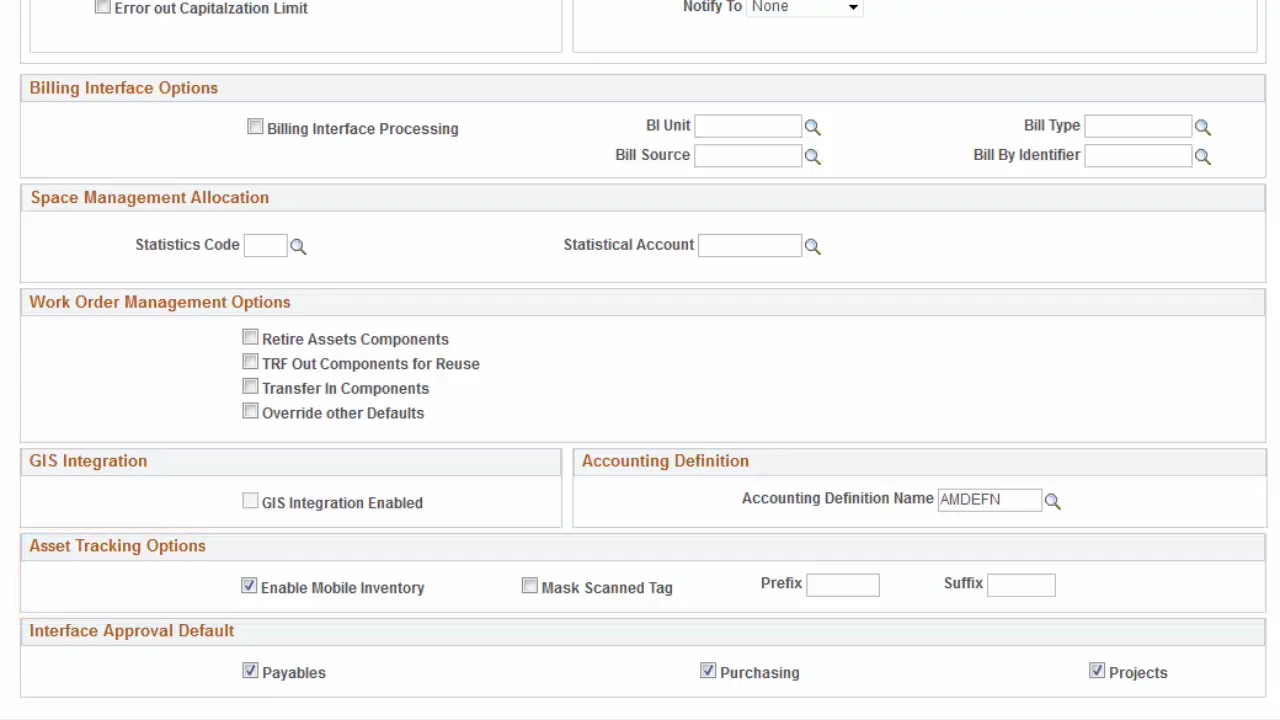 Error out Capitalzation Limit
Notify To None
Billing Interface Options
Billing Interface Processing
BI Unit
Bill Type
Bill Source
Bill By Identifier
Space Management Allocation
Statistics Code
Statistical Account
Work Order Management Options
Retire Assets Components
TRF Out Components for Reuse
Transfer In Components
Override other Defaults
GIS Integration
Accounting Definition
GIS Integration Enabled
Accounting Definition Name AMDEFN
Asset Tracking Options
Enable Mobile Inventory
Mask Scanned Tag
Prefix
Suffix
Interface Approval Default
Payables
Purchasing
Projects